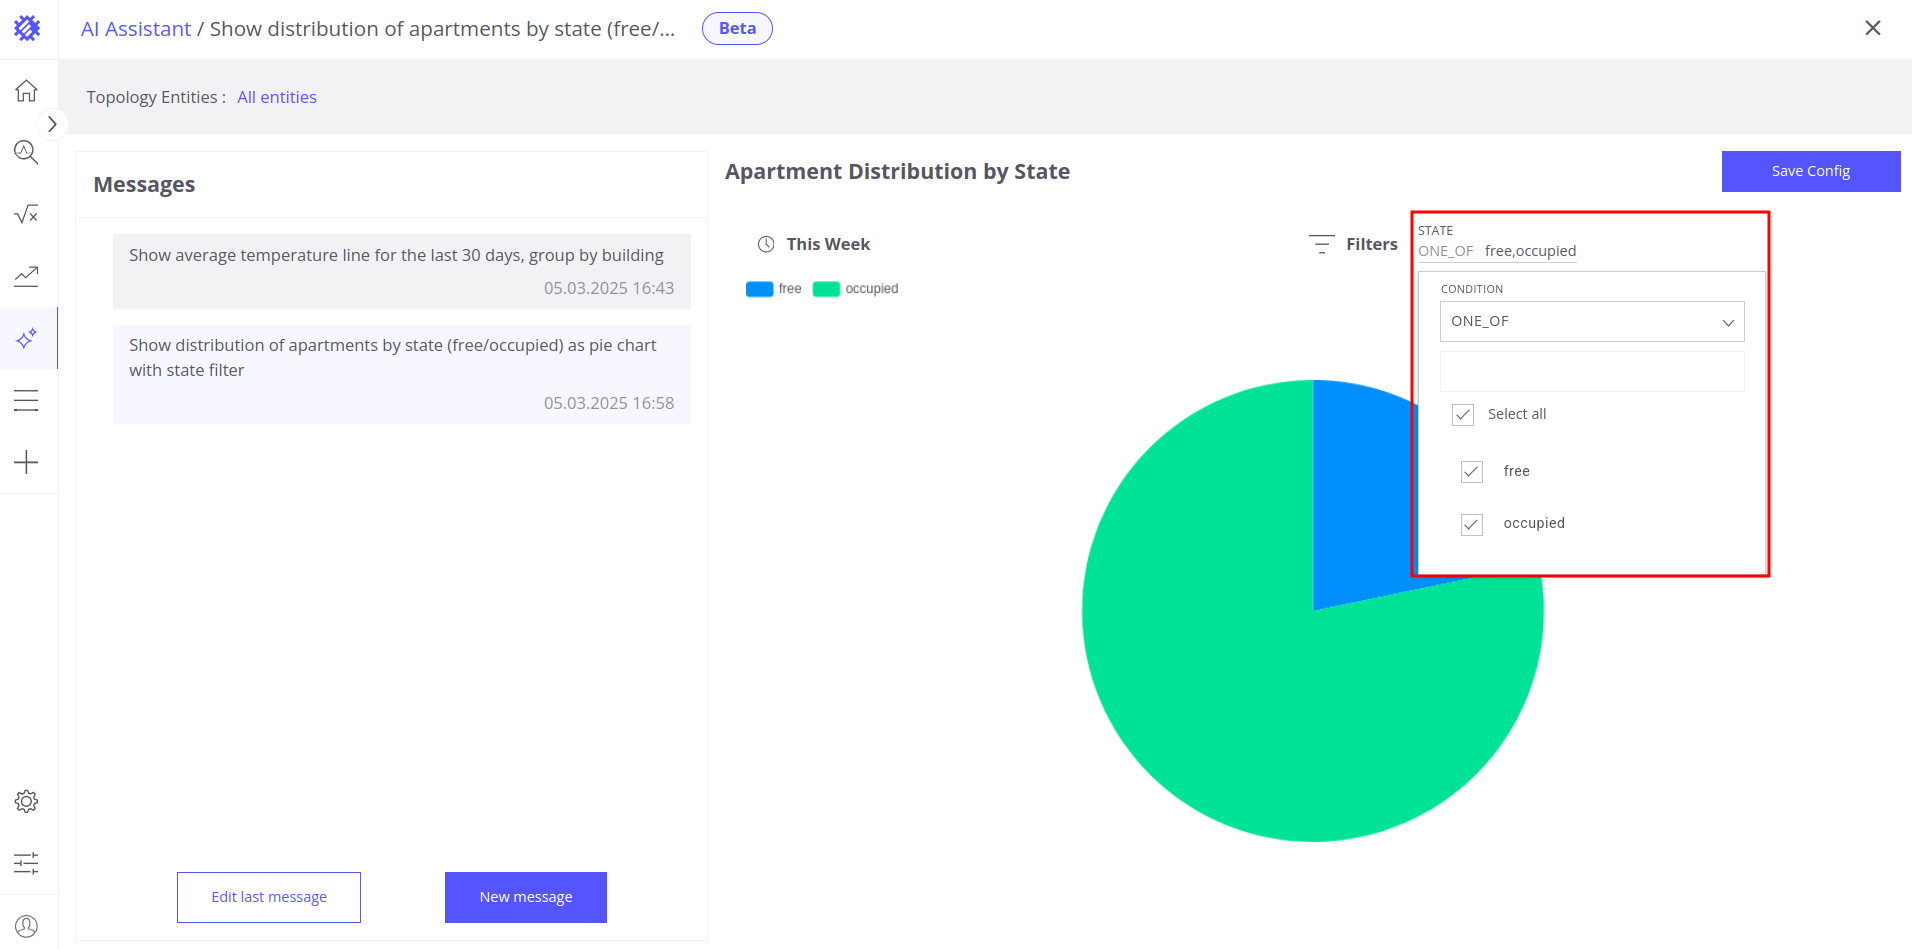 AI Assistant / Show distribution of apartments by state (free/...
Beta
Topology Entities : All entities
Messages
Show average temperature line for the last 30 days, group by building
05.03.2025 16:43
Show distribution of apartments by state (free/occupied) as pie chart
with state filter
05.03.2025 16:58
Edit last message
New message
Apartment Distribution by State
Save Config
This Week
Filters
STATE
ONE_OF free,occupied
free
occupied
CONDITION
ONE_OF
Select all
free
occupied